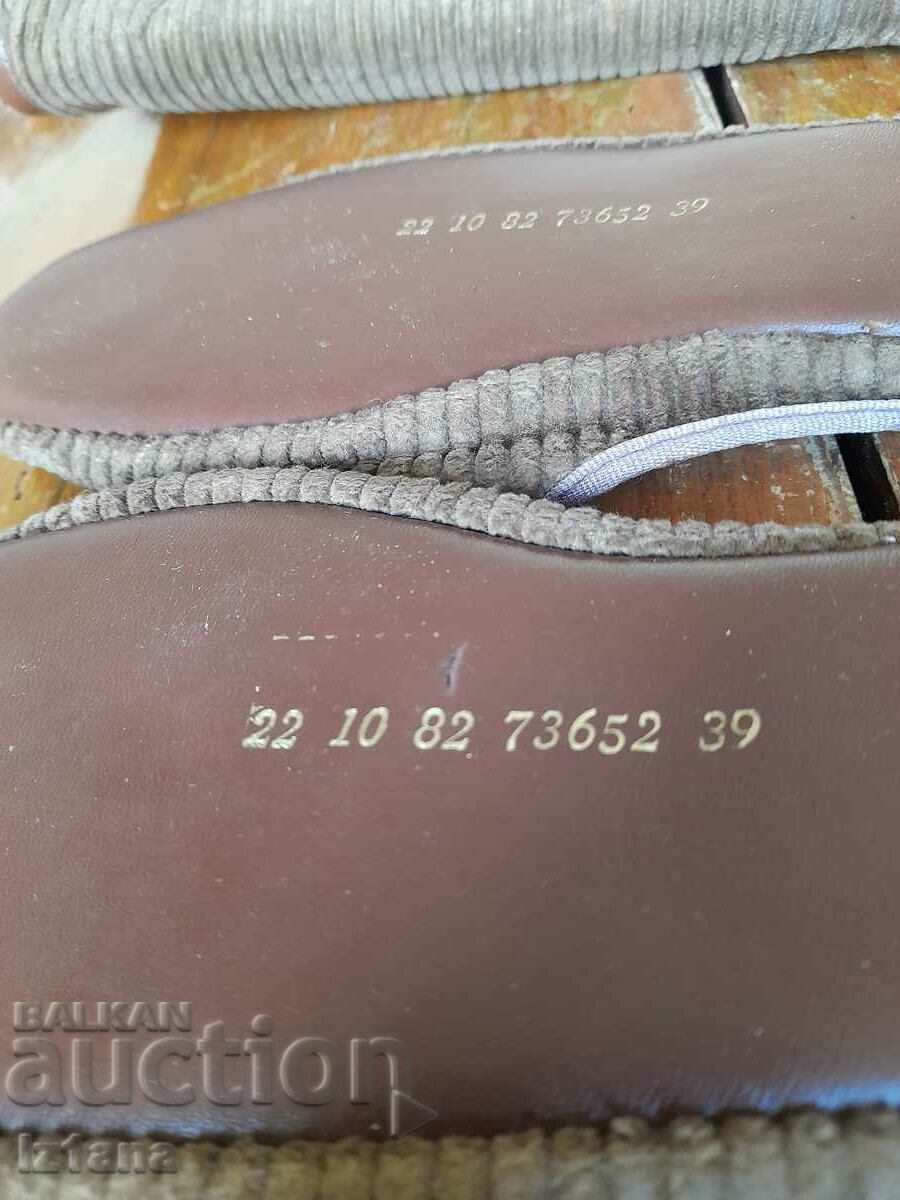 22 10 82 73652 39
22 10 82 73652 39
BALKAN
auction
Iztana